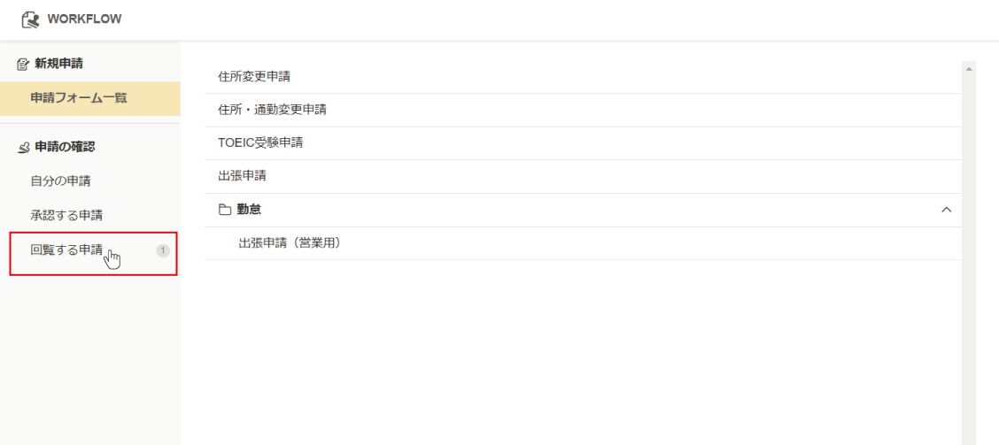 WORKFLOW
新規申請
申請フォーム一覧
申請の確認
自分の申請
承認する申請
回覧する申請 1
住所変更申請
住所・通勤変更申請
TOEIC受験申請
出張申請
勤怠
出張申請（営業用）